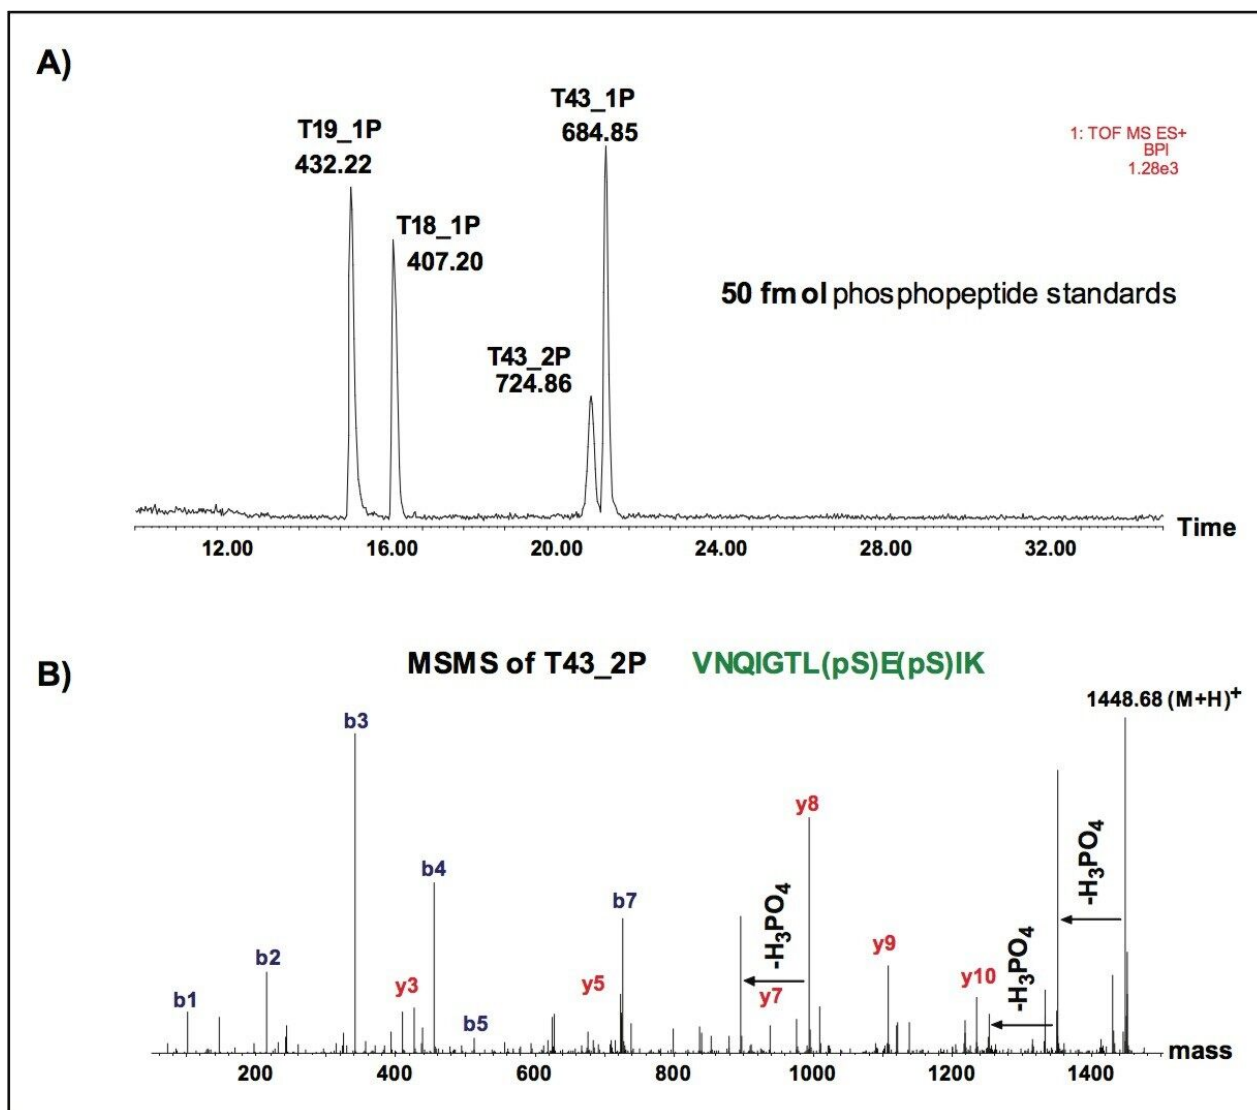 A)
T19_1P
432.22
T18_1P
407.20
T43_2P
724.86
T43_1P
684.85
1: TOF MS ES+
BPI
1.28e3
50 fmol phosphopeptide standards
12.00 16.00 20.00 24.00 28.00 32.00 Time
B)
MSMS of T43_2P VNQIGTL(pS)E(pS)IK
1448.68 (M+H)⁺
b1
b2
b3
y3
b4
b5
y5
b7
-H₃PO₄
y7
y8
y9
y10
-H₃PO₄
-H₃PO₄
200 400 600 800 1000 1200 1400 mass